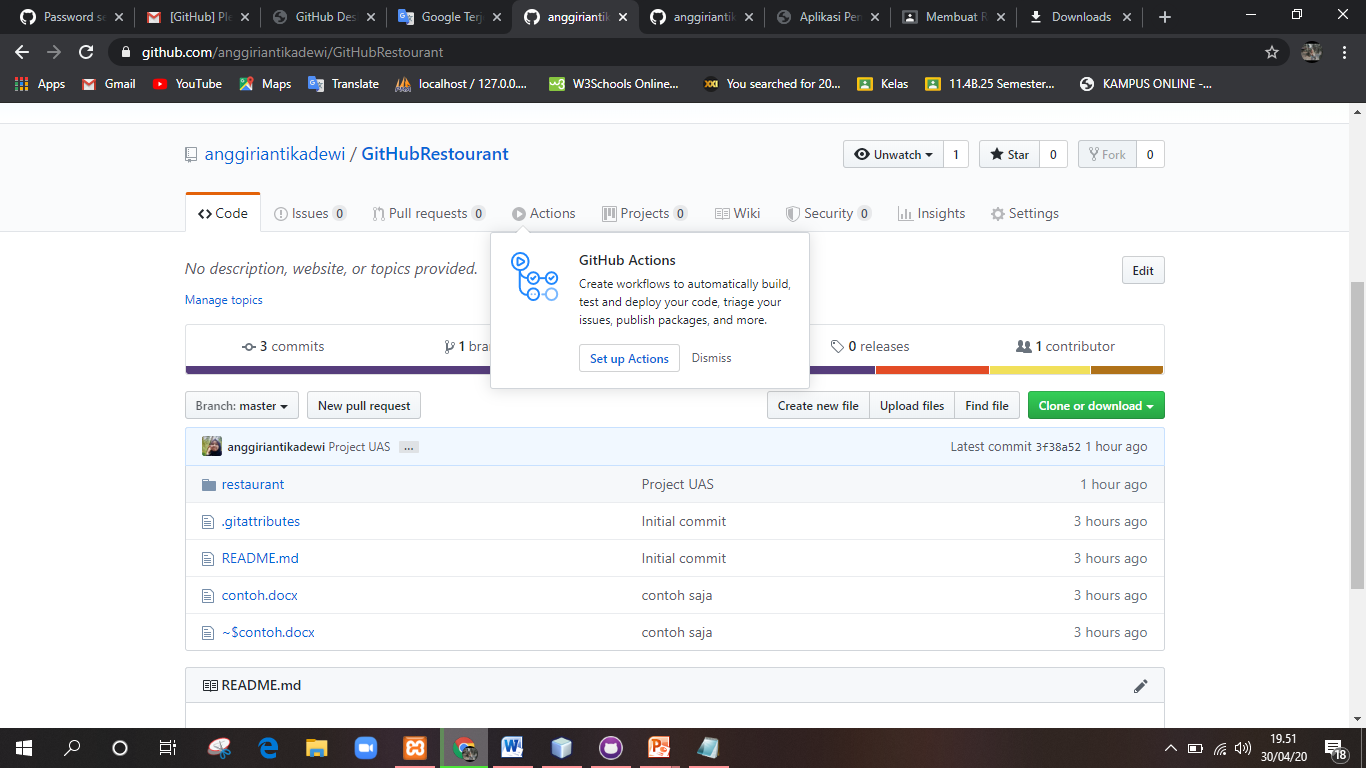 Password se
[GitHub] Ple
GitHub Des
Google Terj
anggirianti
anggiriantik
Aplikasi Per
Membuat R
Downloads
github.com/anggiriantikadewi/GitHubRestourant
Apps
Gmail
YouTube
Maps
Translate
localhost / 127.0.0....
W3Schools Online...
You searched for 20...
Kelas
11.4B.25 Semester...
KAMPUS ONLINE -...
anggiriantikadewi / GitHubRestourant
Unwatch 1
Star 0
Fork 0
Code
Issues 0
Pull requests 0
Actions
Projects 0
Wiki
Security 0
Insights
Settings
No description, website, or topics provided.
Edit
Manage topics
GitHub Actions
Create workflows to automatically build,
test and deploy your code, triage your
issues, publish packages, and more.
Set up Actions
Dismiss
3 commits
1 bra
0 releases
1 contributor
Branch: master
New pull request
Create new file
Upload files
Find file
Clone or download
anggiriantikadewi Project UAS ...
Latest commit 3f38a52 1 hour ago
restaurant Project UAS 1 hour ago
.gitattributes Initial commit 3 hours ago
README.md Initial commit 3 hours ago
contoh.docx contoh saja 3 hours ago
~$contoh.docx contoh saja 3 hours ago
README.md
19.51
30/04/20
18